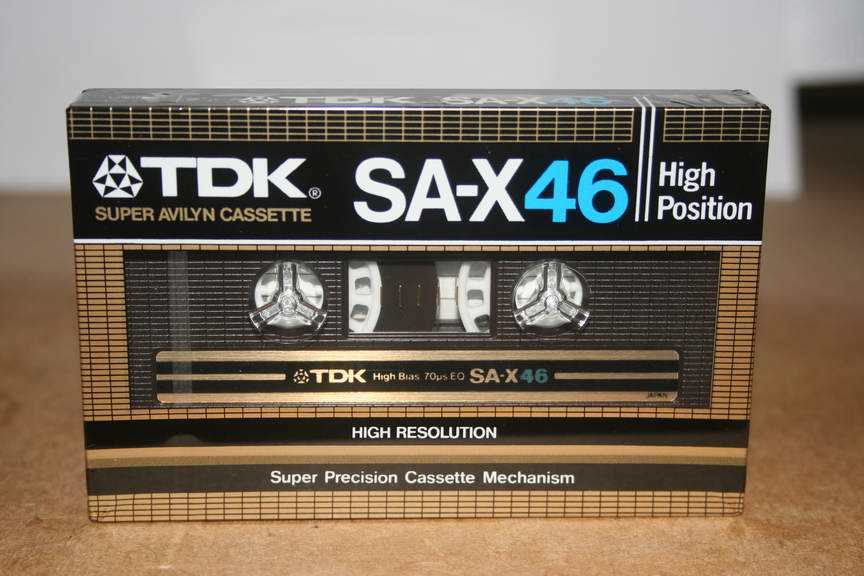 TDK SA-X46
TDK® SA-X46 High Position
SUPER AVILYN CASSETTE
TDK High Bias 70μs EQ SA-X46
JAPAN
HIGH RESOLUTION
Super Precision Cassette Mechanism